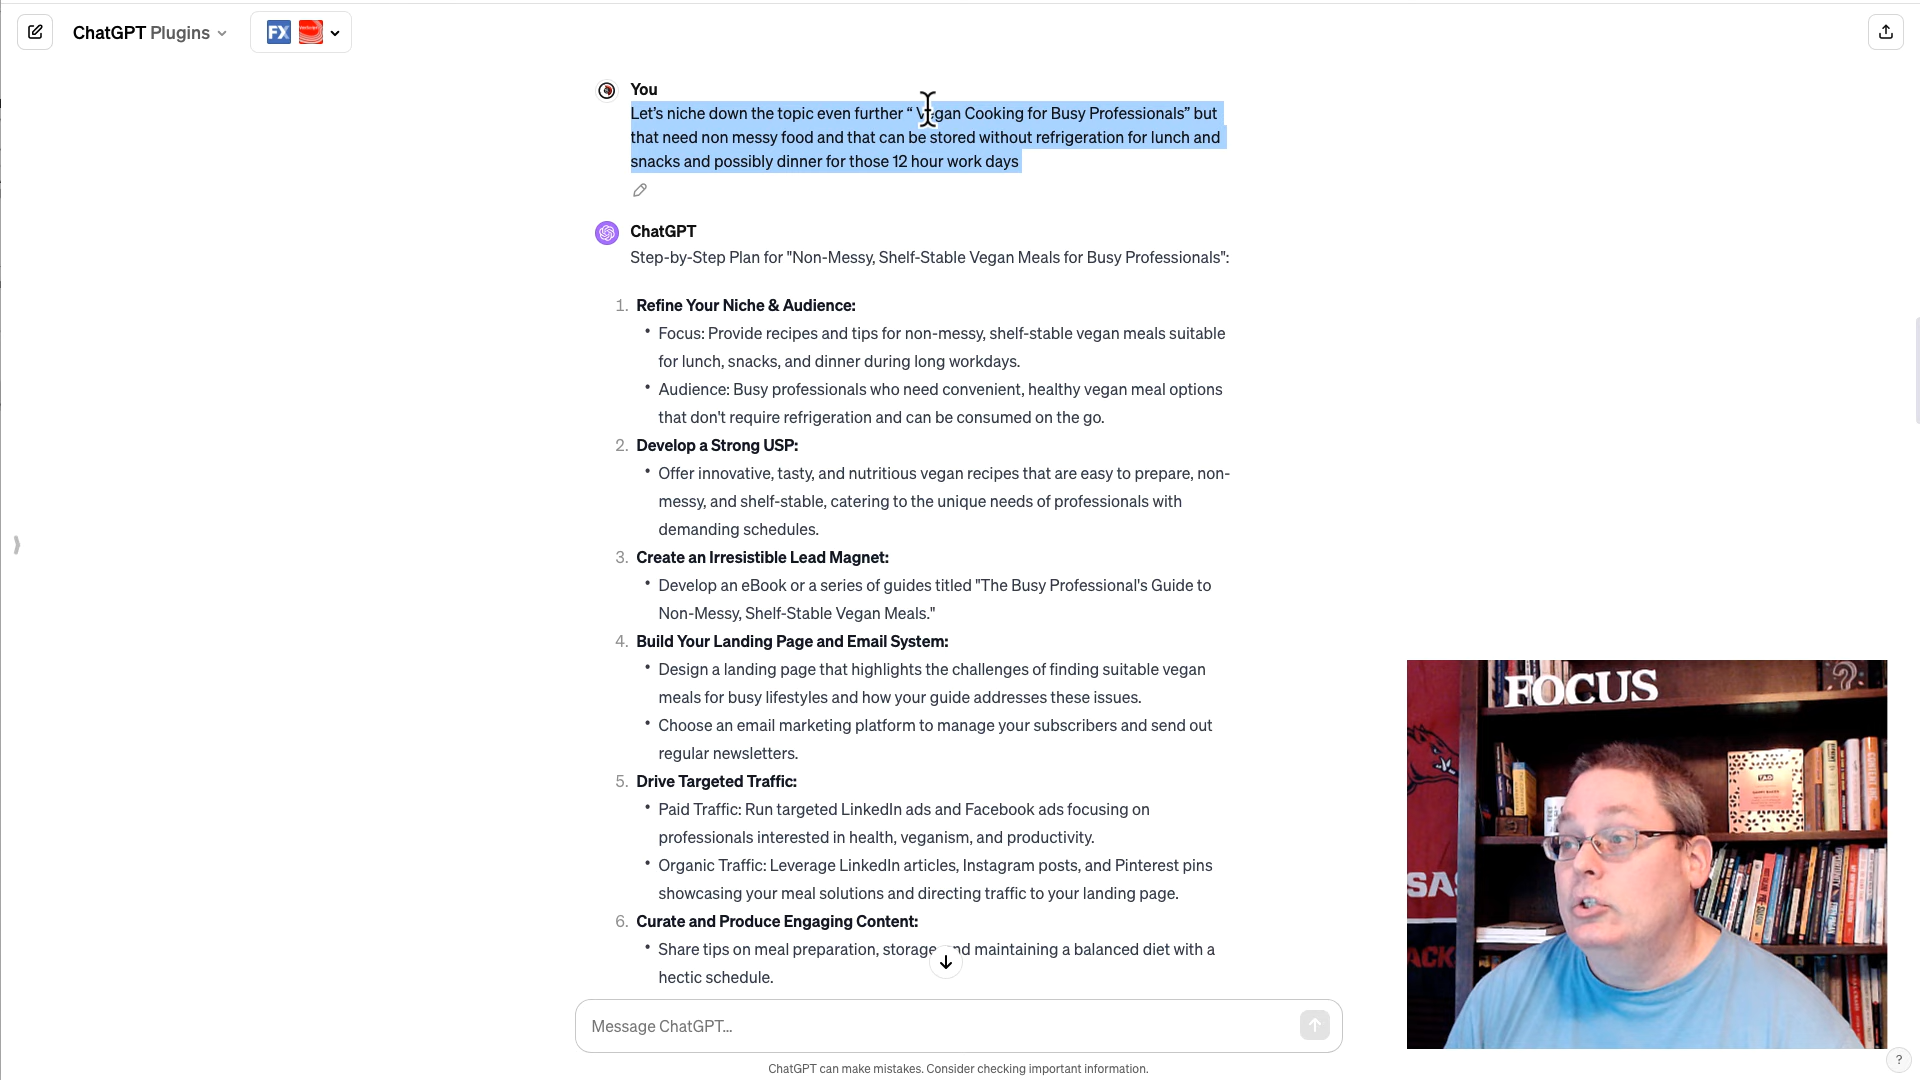 ChatGPT Plugins
FX
You
Let's niche down the topic even further “ Vegan Cooking for Busy Professionals” but
that need non messy food and that can be stored without refrigeration for lunch and
snacks and possibly dinner for those 12 hour work days
ChatGPT
Step-by-Step Plan for "Non-Messy, Shelf-Stable Vegan Meals for Busy Professionals":
1. Refine Your Niche & Audience:
• Focus: Provide recipes and tips for non-messy, shelf-stable vegan meals suitable
for lunch, snacks, and dinner during long workdays.
• Audience: Busy professionals who need convenient, healthy vegan meal options
that don't require refrigeration and can be consumed on the go.
2. Develop a Strong USP:
• Offer innovative, tasty, and nutritious vegan recipes that are easy to prepare, non-
messy, and shelf-stable, catering to the unique needs of professionals with
demanding schedules.
3. Create an Irresistible Lead Magnet:
• Develop an eBook or a series of guides titled "The Busy Professional's Guide to
Non-Messy, Shelf-Stable Vegan Meals."
4. Build Your Landing Page and Email System:
• Design a landing page that highlights the challenges of finding suitable vegan
meals for busy lifestyles and how your guide addresses these issues.
• Choose an email marketing platform to manage your subscribers and send out
regular newsletters.
5. Drive Targeted Traffic:
• Paid Traffic: Run targeted LinkedIn ads and Facebook ads focusing on
professionals interested in health, veganism, and productivity.
• Organic Traffic: Leverage LinkedIn articles, Instagram posts, and Pinterest pins
showcasing your meal solutions and directing traffic to your landing page.
6. Curate and Produce Engaging Content:
• Share tips on meal preparation, storage, and maintaining a balanced diet with a
hectic schedule.
Message ChatGPT...
ChatGPT can make mistakes. Consider checking important information.
?
FOCUS